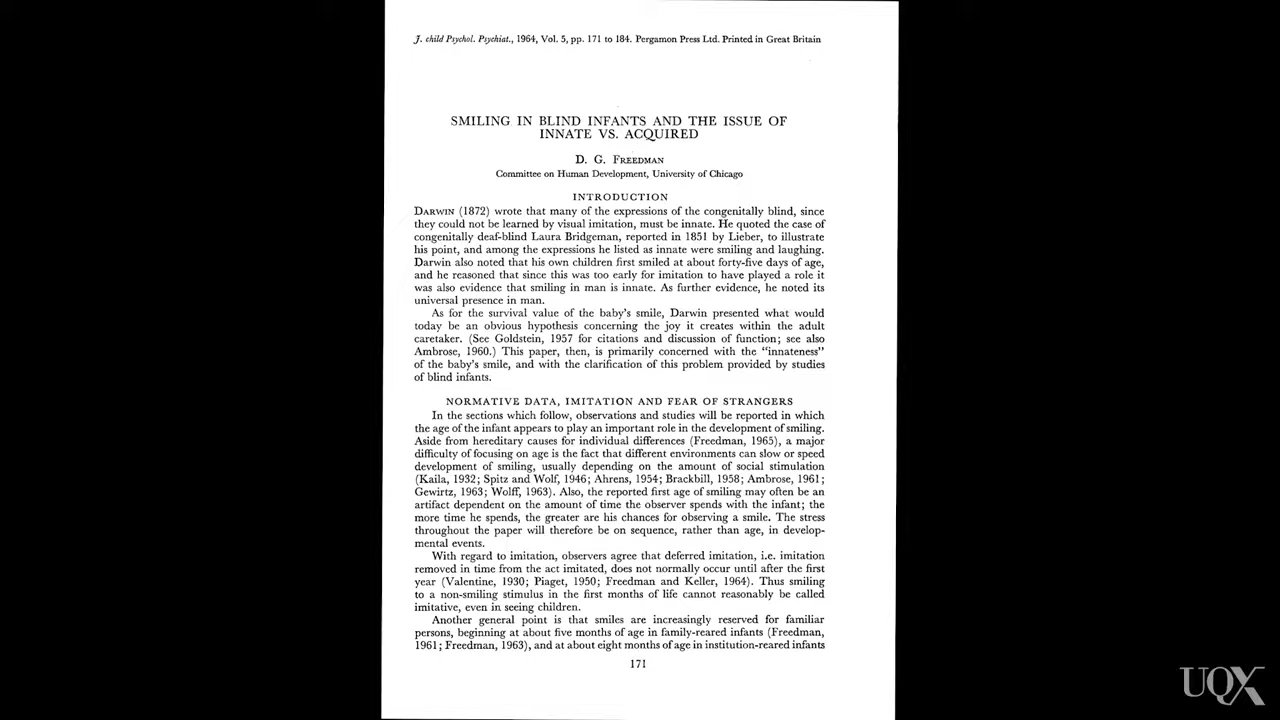 J. child Psychol. Psychiat., 1964, Vol. 5, pp. 171 to 184. Pergamon Press Ltd. Printed in Great Britain
SMILING IN BLIND INFANTS AND THE ISSUE OF
INNATE VS. ACQUIRED
D. G. FREEDMAN
Committee on Human Development, University of Chicago
INTRODUCTION
DARWIN (1872) wrote that many of the expressions of the congenitally blind, since
they could not be learned by visual imitation, must be innate. He quoted the case of
congenitally deaf-blind Laura Bridgeman, reported in 1851 by Lieber, to illustrate
his point, and among the expressions he listed as innate were smiling and laughing.
Darwin also noted that his own children first smiled at about forty-five days of age,
and he reasoned that since this was too early for imitation to have played a role it
was also evidence that smiling in man is innate. As further evidence, he noted its
universal presence in man.
As for the survival value of the baby's smile, Darwin presented what would
today be an obvious hypothesis concerning the joy it creates within the adult
caretaker. (See Goldstein, 1957 for citations and discussion of function; see also
Ambrose, 1960.) This paper, then, is primarily concerned with the "innateness"
of the baby's smile, and with the clarification of this problem provided by studies
of blind infants.
NORMATIVE DATA, IMITATION AND FEAR OF STRANGERS
In the sections which follow, observations and studies will be reported in which
the age of the infant appears to play an important role in the development of smiling.
Aside from hereditary causes for individual differences (Freedman, 1965), a major
difficulty of focusing on age is the fact that different environments can slow or speed
development of smiling, usually depending on the amount of social stimulation
(Kaila, 1932; Spitz and Wolf, 1946; Ahrens, 1954; Brackbill, 1958; Ambrose, 1961;
Gewirtz, 1963; Wolff, 1963). Also, the reported first age of smiling may often be an
artifact dependent on the amount of time the observer spends with the infant; the
more time he spends, the greater are his chances for observing a smile. The stress
throughout the paper will therefore be on sequence, rather than age, in develop-
mental events.
With regard to imitation, observers agree that deferred imitation, i.e. imitation
removed in time from the act imitated, does not normally occur until after the first
year (Valentine, 1930; Piaget, 1950; Freedman and Keller, 1964). Thus smiling
to a non-smiling stimulus in the first months of life cannot reasonably be called
imitative, even in seeing children.
Another general point is that smiles are increasingly reserved for familiar
persons, beginning at about five months of age in family-reared infants (Freedman,
1961; Freedman, 1963), and at about eight months of age in institution-reared infants
171
UQX